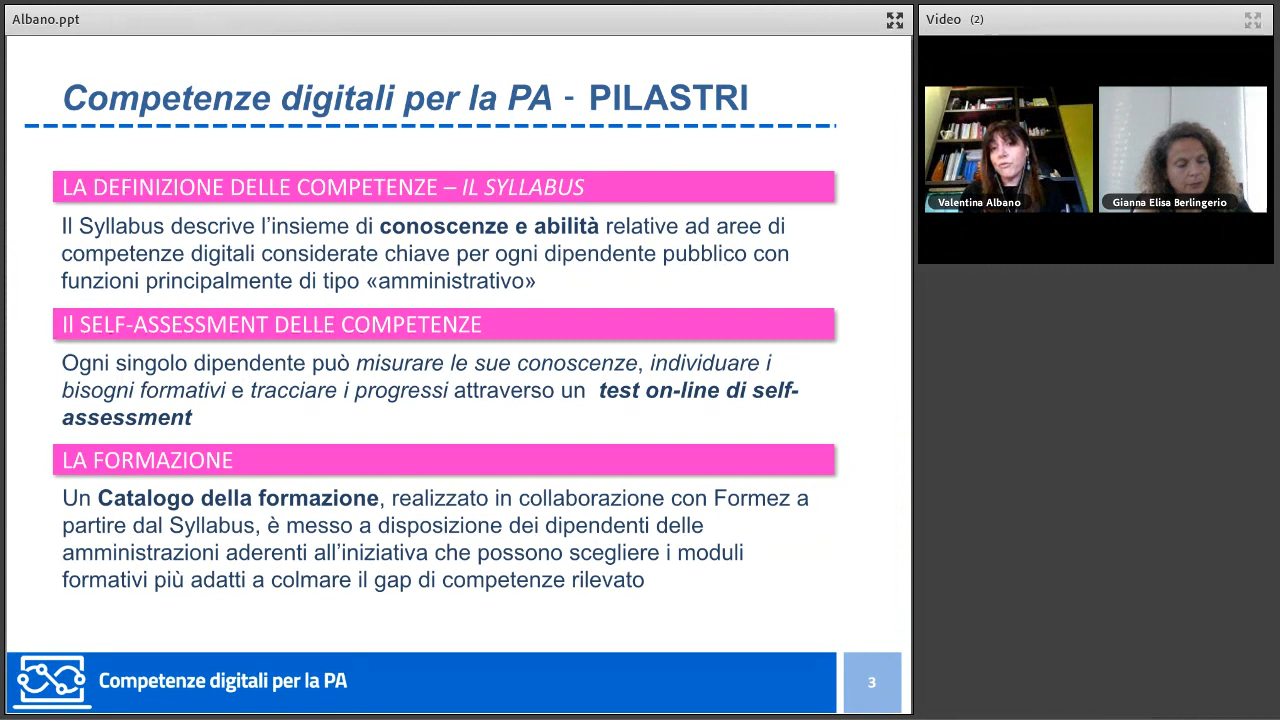 Albano.ppt
Video (2)
Competenze digitali per la PA - PILASTRI
LA DEFINIZIONE DELLE COMPETENZE – IL SYLLABUS
Il Syllabus descrive l’insieme di conoscenze e abilità relative ad aree di
competenze digitali considerate chiave per ogni dipendente pubblico con
funzioni principalmente di tipo «amministrativo»
Il SELF-ASSESSMENT DELLE COMPETENZE
Ogni singolo dipendente può misurare le sue conoscenze, individuare i
bisogni formativi e tracciare i progressi attraverso un test on-line di self-
assessment
LA FORMAZIONE
Un Catalogo della formazione, realizzato in collaborazione con Formez a
partire dal Syllabus, è messo a disposizione dei dipendenti delle
amministrazioni aderenti all’iniziativa che possono scegliere i moduli
formativi più adatti a colmare il gap di competenze rilevato
Competenze digitali per la PA
3
Valentina Albano
Gianna Elisa Berlingerio